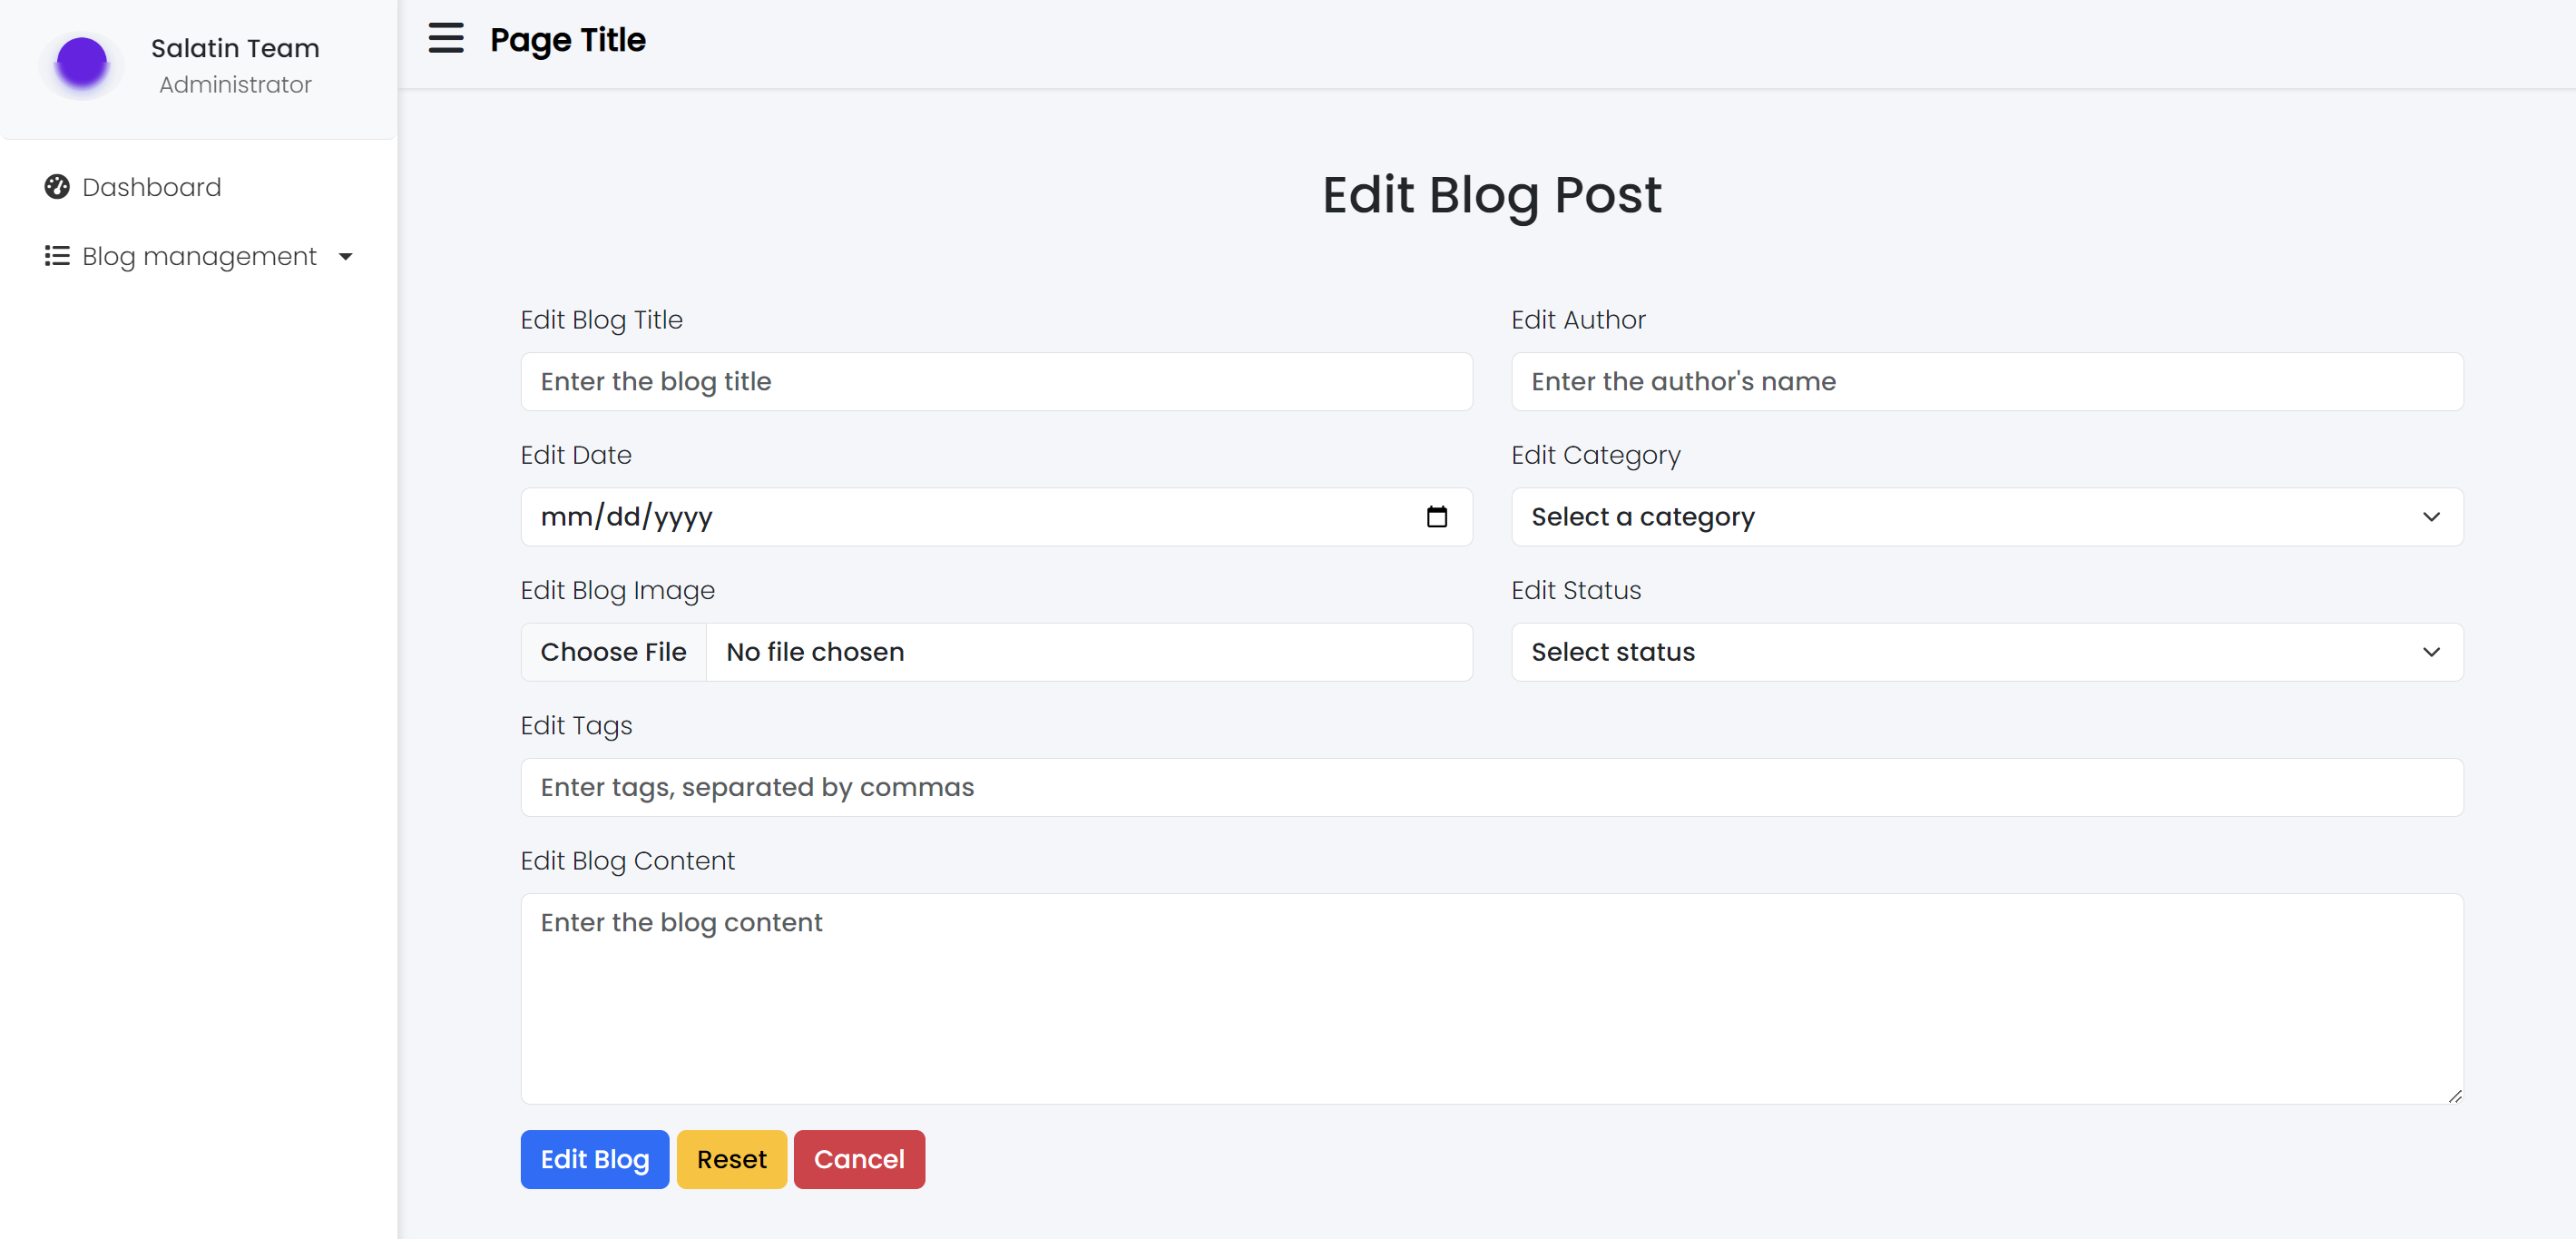 Salatin Team
Administrator
Dashboard
Blog management
Page Title
Edit Blog Post
Edit Blog Title
Enter the blog title
Edit Author
Enter the author's name
Edit Date
mm/dd/yyyy
Edit Category
Select a category
Edit Blog Image
Choose File No file chosen
Edit Status
Select status
Edit Tags
Enter tags, separated by commas
Edit Blog Content
Enter the blog content
Edit Blog Reset Cancel